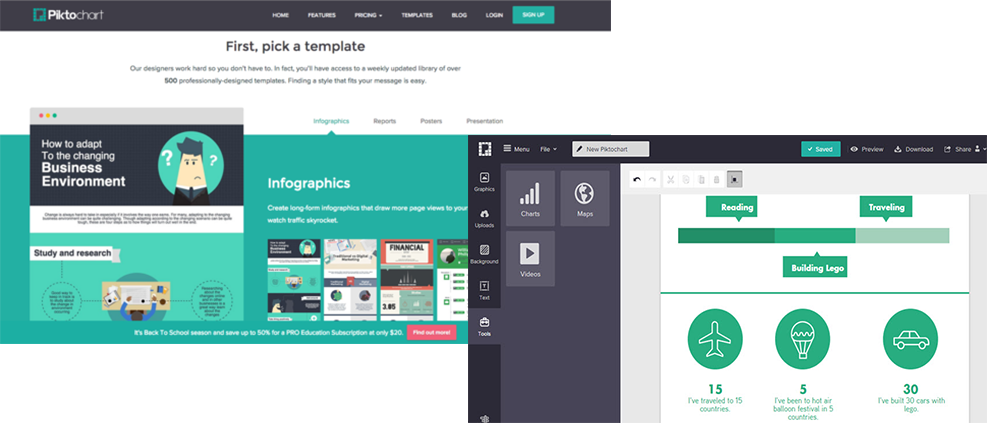 Piktochart
HOME FEATURES PRICING TEMPLATES BLOG LOGIN SIGN UP
First, pick a template
Our designers work hard so you don't have to. In fact, you'll have access to a weekly updated library of over
500 professionally-designed templates. Finding a style that fits your message is easy.
Infographics Reports Posters Presentation
How to adapt
To the changing
Business
Environment
Study and research
Infographics
Create long-form infographics that draw more page views to your
watch traffic skyrocket.
FINANCIAL
3.85
It's Back To School season and save up to 50% for a PRO Education Subscription at only $20. Find out more!
Menu File New Piktochart Saved Preview Download Share
Graphics
Uploads
Background
Text
Tools
Charts Maps
Videos
Reading Traveling
Building Lego
15
I've traveled to 15
countries.
5
I've been to hot air
balloon festival in 5
countries.
30
I've built 30 cars with
lego.